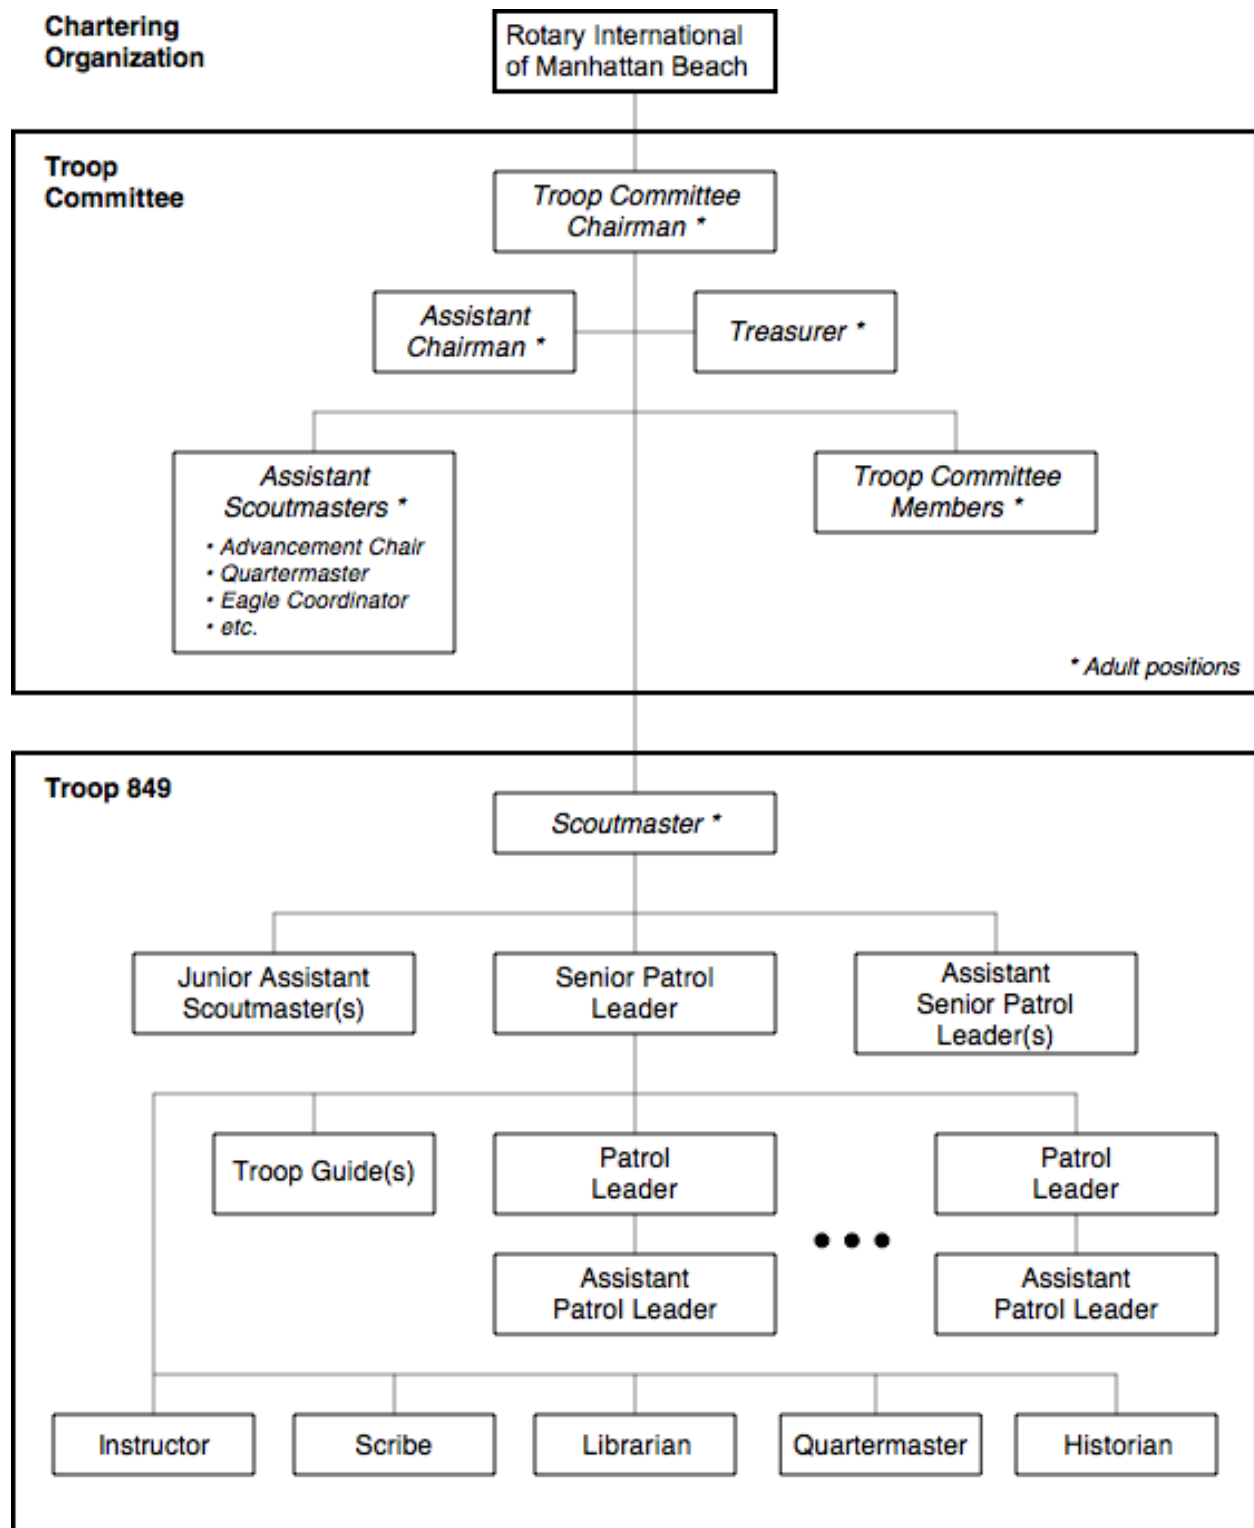 Chartering
Organization
Rotary International
of Manhattan Beach
Troop
Committee
Troop Committee
Chairman *
Assistant
Chairman *
Treasurer *
Assistant
Scoutmasters *
• Advancement Chair
• Quartermaster
• Eagle Coordinator
• etc.
Troop Committee
Members *
* Adult positions
Troop 849
Scoutmaster *
Junior Assistant
Scoutmaster(s)
Senior Patrol
Leader
Assistant
Senior Patrol
Leader(s)
Troop Guide(s)
Patrol
Leader
Patrol
Leader
Assistant
Patrol Leader
Assistant
Patrol Leader
Instructor
Scribe
Librarian
Quartermaster
Historian